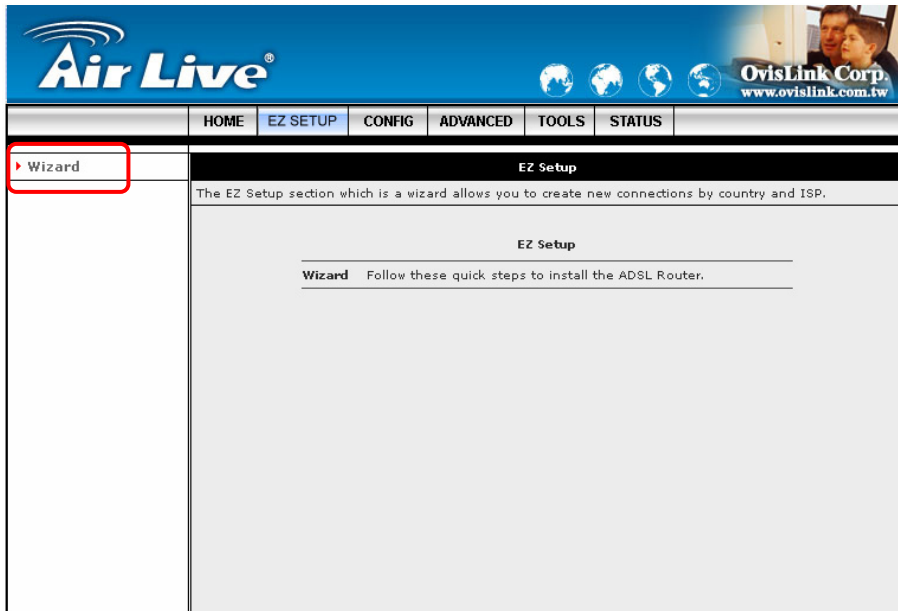 Air Live®
OvisLink Corp.
www.ovislink.com.tw
HOME EZ SETUP CONFIG ADVANCED TOOLS STATUS
Wizard
EZ Setup
The EZ Setup section which is a wizard allows you to create new connections by country and ISP.
EZ Setup
Wizard Follow these quick steps to install the ADSL Router.